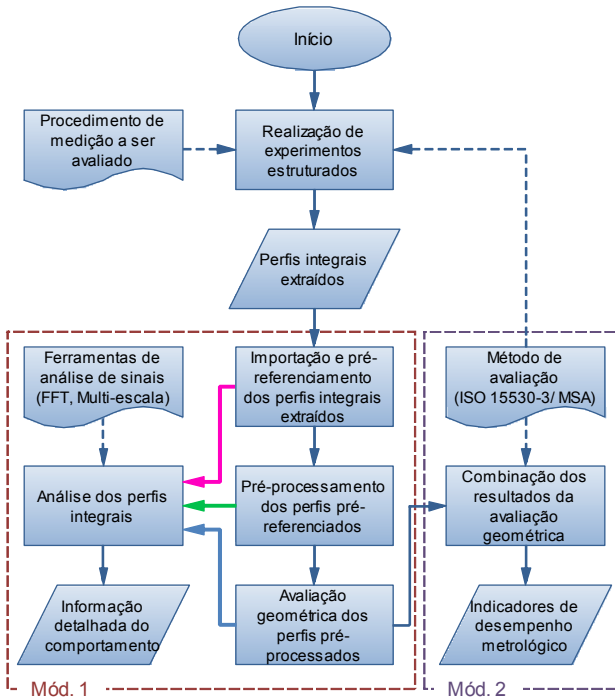 Início
Procedimento de
medição a ser
avaliado
Realização de
experimentos
estruturados
Perfis integrais
extraídos
Ferramentas de
análise de sinais
(FFT, Multi-escala)
Importação e pré-
referenciamento
dos perfis integrais
extraídos
Método de
avaliação
(ISO 15530-3/ MSA)
Análise dos perfis
integrais
Pré-processamento
dos perfis pré-
referenciados
Combinação dos
resultados da
avaliação
geométrica
Informação
detalhada do
comportamento
Avaliação
geométrica dos
perfis pré-
processados
Indicadores de
desempenho
metrológico
Mód. 1
Mód. 2